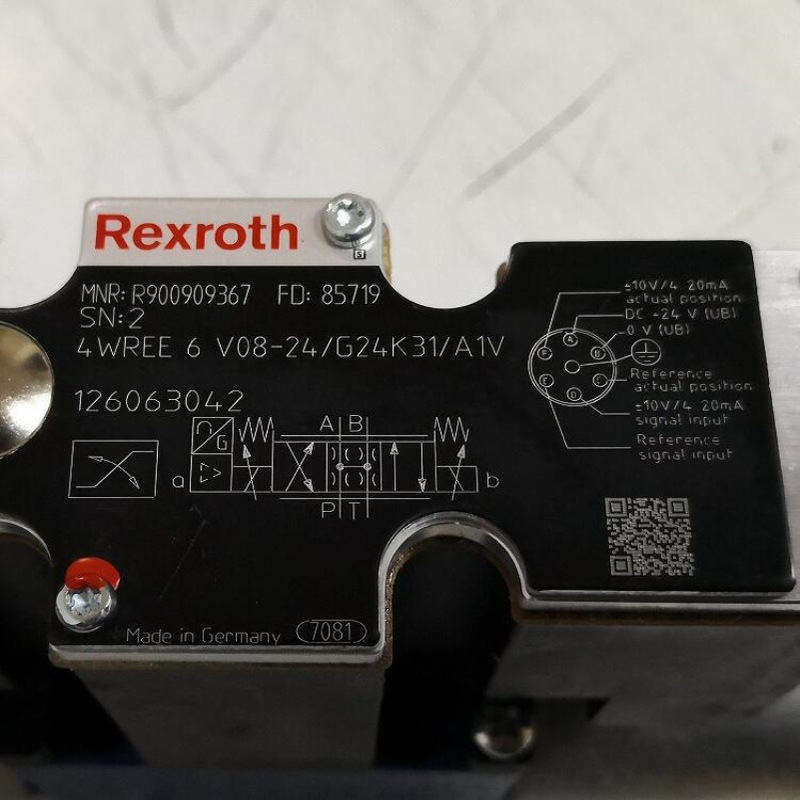 Rexroth
S
MNR: R900909367 FD: 85719
SN: 2
4WREE 6 V08-24/G24K31/A1V
126063042
A B
G
a
b
P T
Made in Germany 7081
±10V/4 20mA
actual position
DC +24 V (UB)
0 V (UB)
Reference
actual position
±10V/4 20mA
signal input
Reference
signal input
F
A
B
E
D
C